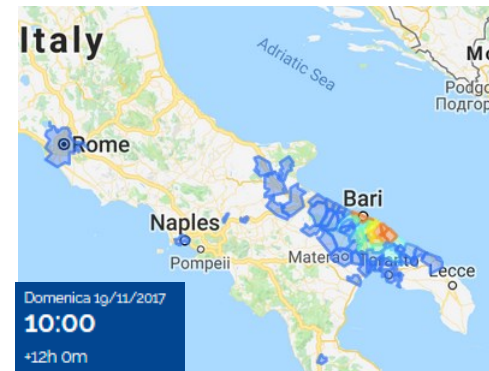 Italy
Adriatic Sea
Mo
Podgo
Подгор
Rome
Bari
Naples
Pompeii
Matera
Taranto
Lecce
Domenica 19/11/2017
10:00
+12h 0m